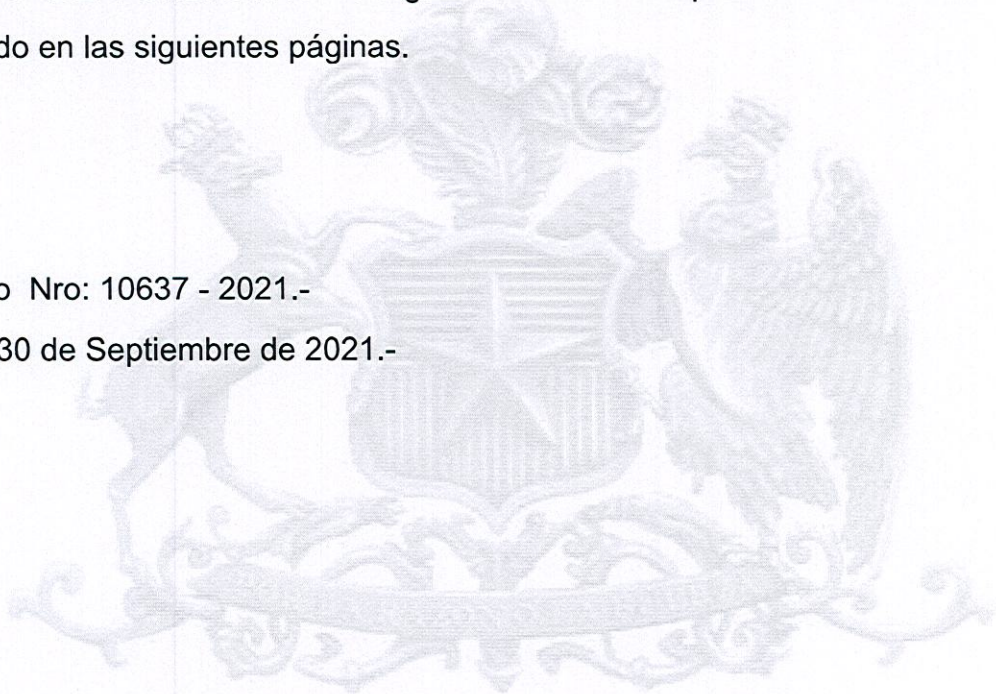 do en las siguientes páginas.
o Nro: 10637 - 2021.-
30 de Septiembre de 2021.-